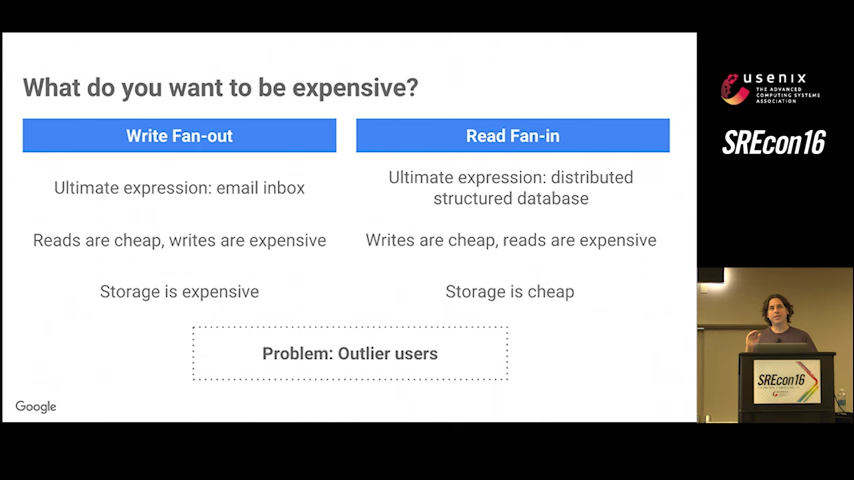 What do you want to be expensive?
Write Fan-out
Read Fan-in
Ultimate expression: email inbox
Ultimate expression: distributed
structured database
Reads are cheap, writes are expensive
Writes are cheap, reads are expensive
Storage is expensive
Storage is cheap
Problem: Outlier users
Google
usenix
THE ADVANCED
COMPUTING SYSTEMS
ASSOCIATION
SREcon16
SREcon16